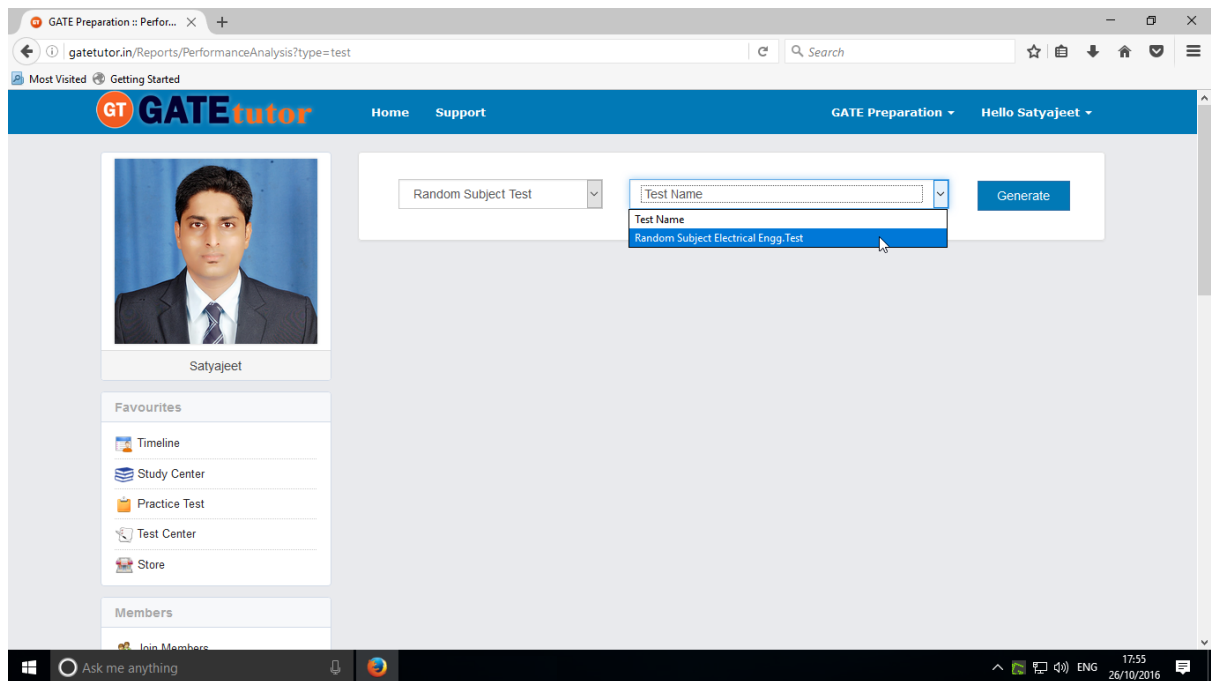 GATE Preparation :: Perfor...
gatetutor.in/Reports/PerformanceAnalysis?type=test
Search
Most Visited Getting Started
GT GATEtutor Home Support GATE Preparation Hello Satyajeet
Random Subject Test Test Name Generate
Test Name
Random Subject Electrical Engg.Test
Satyajeet
Favourites
Timeline
Study Center
Practice Test
Test Center
Store
Members
Join Members
Ask me anything ENG 17:55
26/10/2016